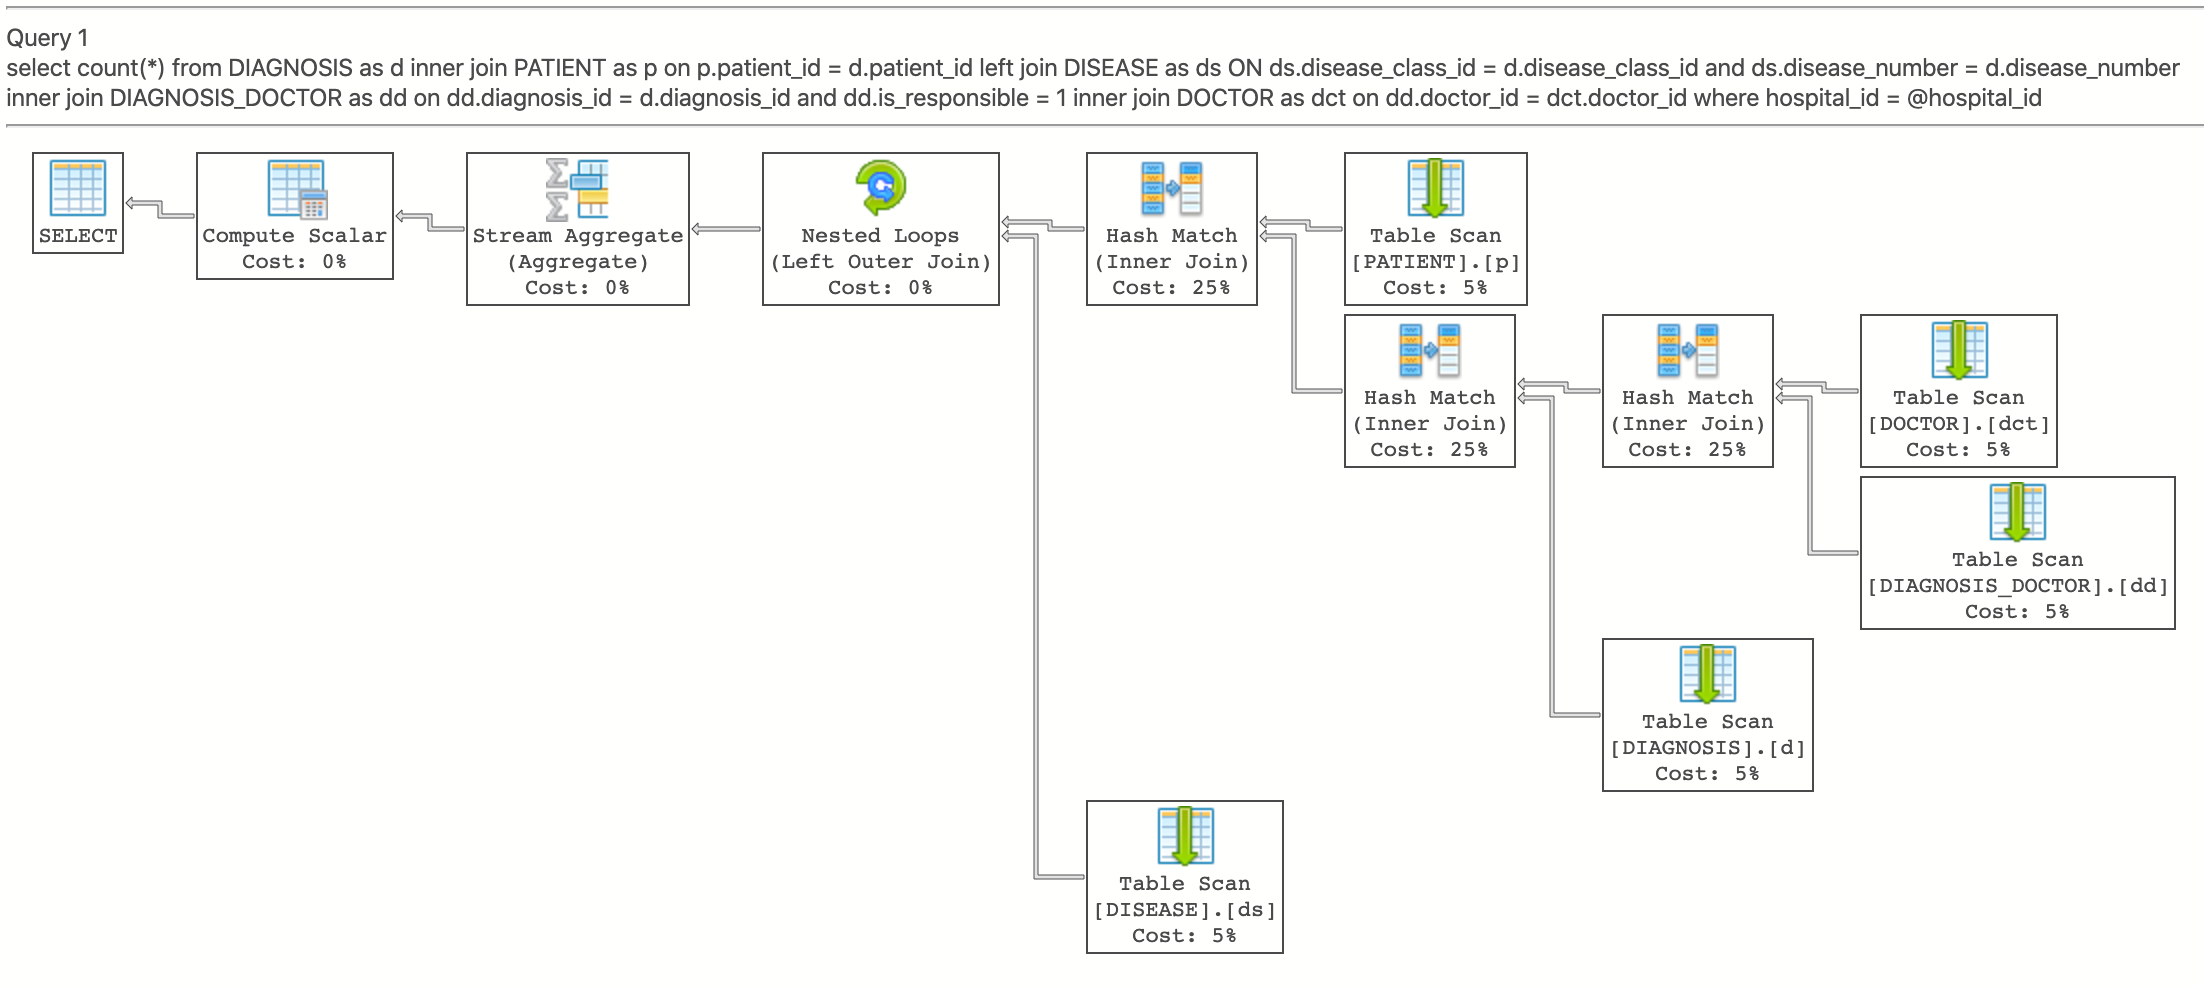 Query 1
select count(*) from DIAGNOSIS as d inner join PATIENT as p on p.patient_id = d.patient_id left join DISEASE as ds ON ds.disease_class_id = d.disease_class_id and ds.disease_number = d.disease_number
inner join DIAGNOSIS_DOCTOR as dd on dd.diagnosis_id = d.diagnosis_id and dd.is_responsible = 1 inner join DOCTOR as dct on dd.doctor_id = dct.doctor_id where hospital_id = @hospital_id
SELECT
Compute Scalar
Cost: 0%
Stream Aggregate
(Aggregate)
Cost: 0%
Nested Loops
(Left Outer Join)
Cost: 0%
Hash Match
(Inner Join)
Cost: 25%
Table Scan
[PATIENT].[p]
Cost: 5%
Hash Match
(Inner Join)
Cost: 25%
Hash Match
(Inner Join)
Cost: 25%
Table Scan
[DOCTOR].[dct]
Cost: 5%
Table Scan
[DIAGNOSIS_DOCTOR].[dd]
Cost: 5%
Table Scan
[DIAGNOSIS].[d]
Cost: 5%
Table Scan
[DISEASE].[ds]
Cost: 5%